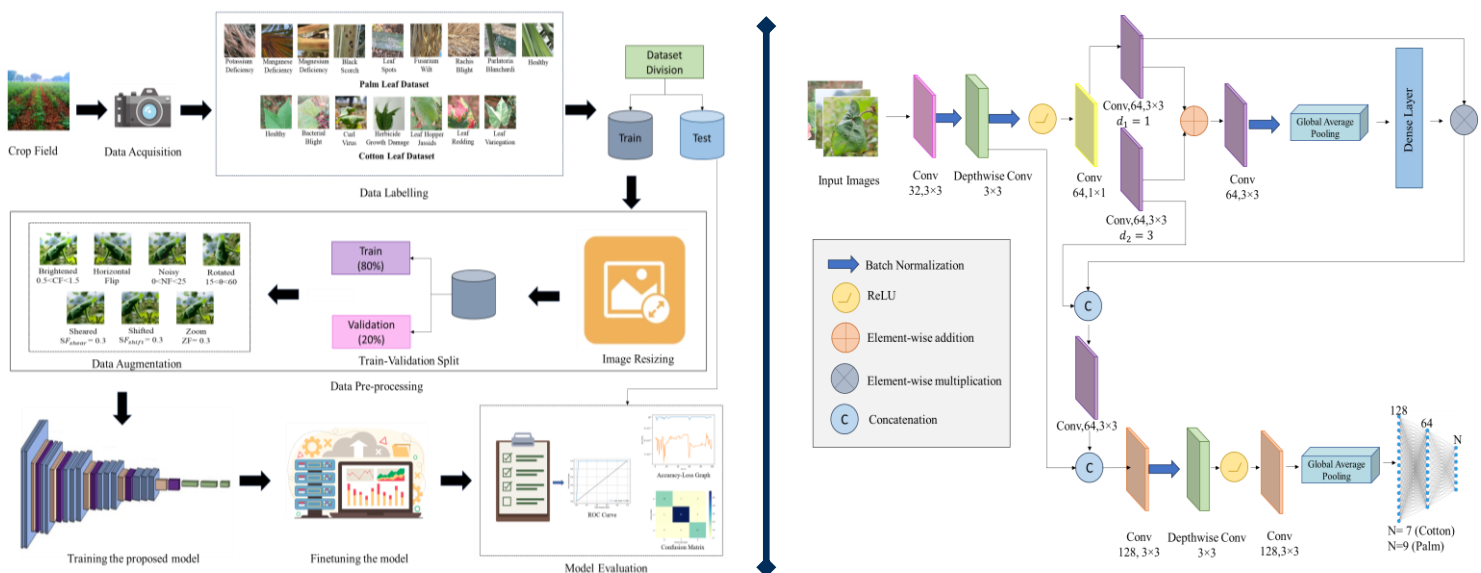 Potassium
Deficiency
Manganeve
Deficiency
Magnesium
Deficiency
Black
Scorch
Leaf
Spots
Fusarium
Wilt
Rachis
Blight
Parlatoria
Blanchardi
Healthy
Palm Leaf Dataset
Healthy
Bacterial
Blight
Curl
Virus
Herbicide
Growth Damage
Leaf Hopper
Jassids
Leaf
Redding
Leaf
Variegation
Cotton Leaf Dataset
Crop Field
Data Acquisition
Data Labelling
Dataset
Division
Train
Test
Brightened
0.5<CF<1.5
Horizontal
Flip
Noisy
0<NF<25
Rotated
15<θ<60
Sheared
SF_shear = 0.3
Shifted
SF_shift = 0.3
Zoom
ZF= 0.3
Data Augmentation
Train
(80%)
Validation
(20%)
Train-Validation Split
Image Resizing
Data Pre-processing
Training the proposed model
Finetuning the model
ROC Curve
Accuracy-Loss Graph
Confusion Matrix
Model Evaluation
Input Images
Conv
32,3×3
Depthwise Conv
3×3
Conv
64,1×1
Conv,64,3×3
d₁ = 1
Conv,64,3×3
d₂ = 3
Conv
64,3×3
Global Average
Pooling
Dense Layer
Batch Normalization
ReLU
Element-wise addition
Element-wise multiplication
C
Concatenation
C
Conv,64,3×3
C
Conv
128, 3×3
Depthwise Conv
3×3
Conv
128,3×3
Global Average
Pooling
128
64
N
N= 7 (Cotton)
N=9 (Palm)